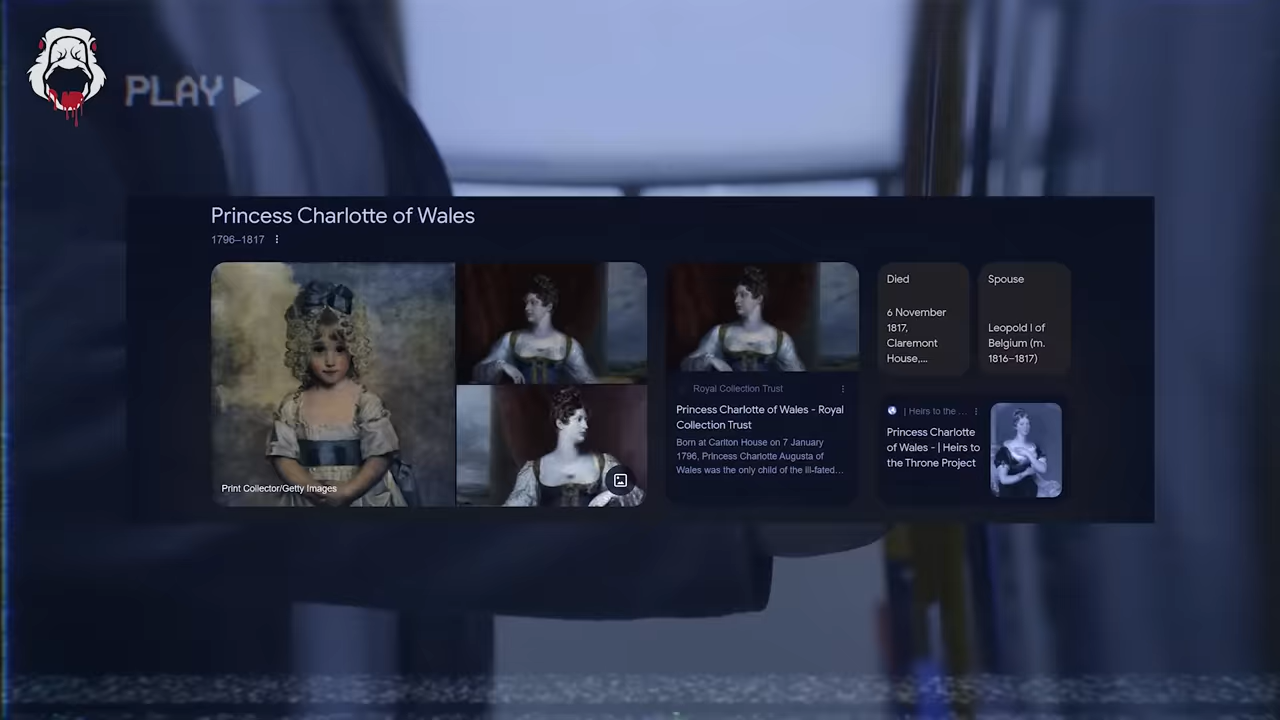 PLAY
Princess Charlotte of Wales
1796–1817
Print Collector/Getty Images
Royal Collection Trust
Princess Charlotte of Wales - Royal
Collection Trust
Born at Carlton House on 7 January
1796, Princess Charlotte Augusta of
Wales was the only child of the ill-fated...
Died
6 November
1817,
Claremont
House,...
Spouse
Leopold I of
Belgium (m.
1816–1817)
| Heirs to the ...
Princess Charlotte
of Wales - | Heirs to
the Throne Project